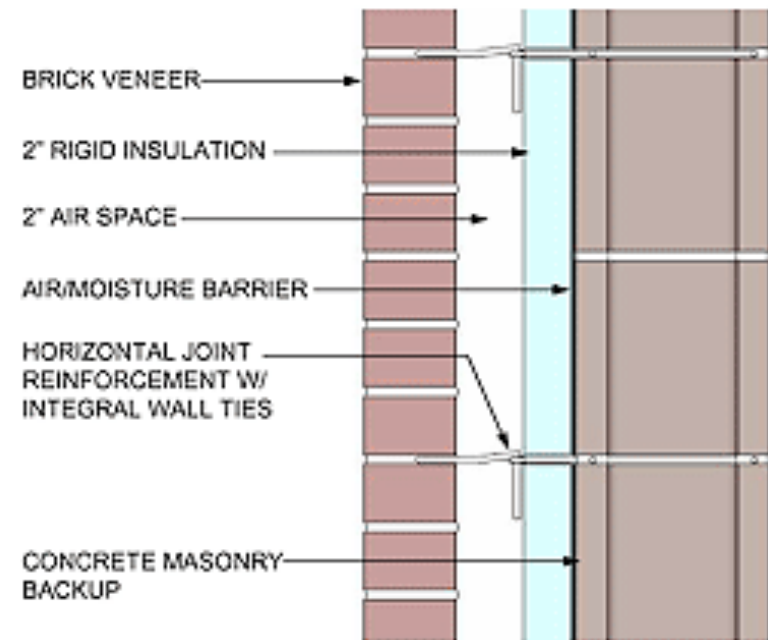 BRICK VENEER
2" RIGID INSULATION
2" AIR SPACE
AIR/MOISTURE BARRIER
HORIZONTAL JOINT
REINFORCEMENT W/
INTEGRAL WALL TIES
CONCRETE MASONRY
BACKUP